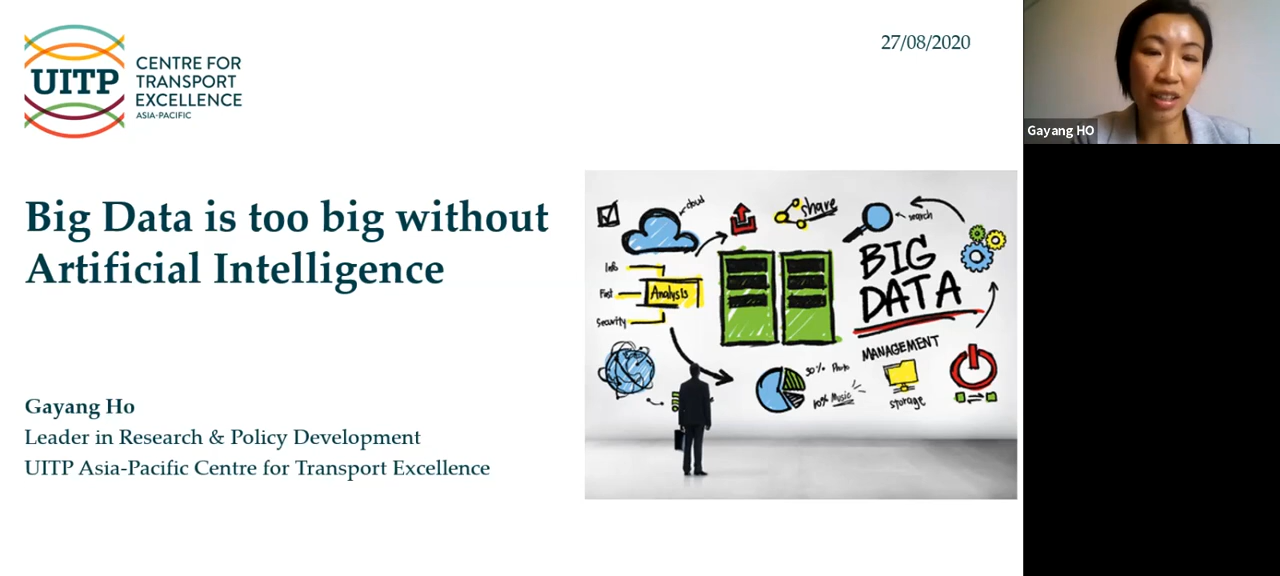 27/08/2020
UITP
CENTRE FOR
TRANSPORT
EXCELLENCE
ASIA-PACIFIC
Gayang HO
Big Data is too big without
Artificial Intelligence
cloud
share
search
BIG
DATA
Info
Fast
Analysis
Security
MANAGEMENT
30% Photo
10% Music
storage
Gayang Ho
Leader in Research & Policy Development
UITP Asia-Pacific Centre for Transport Excellence